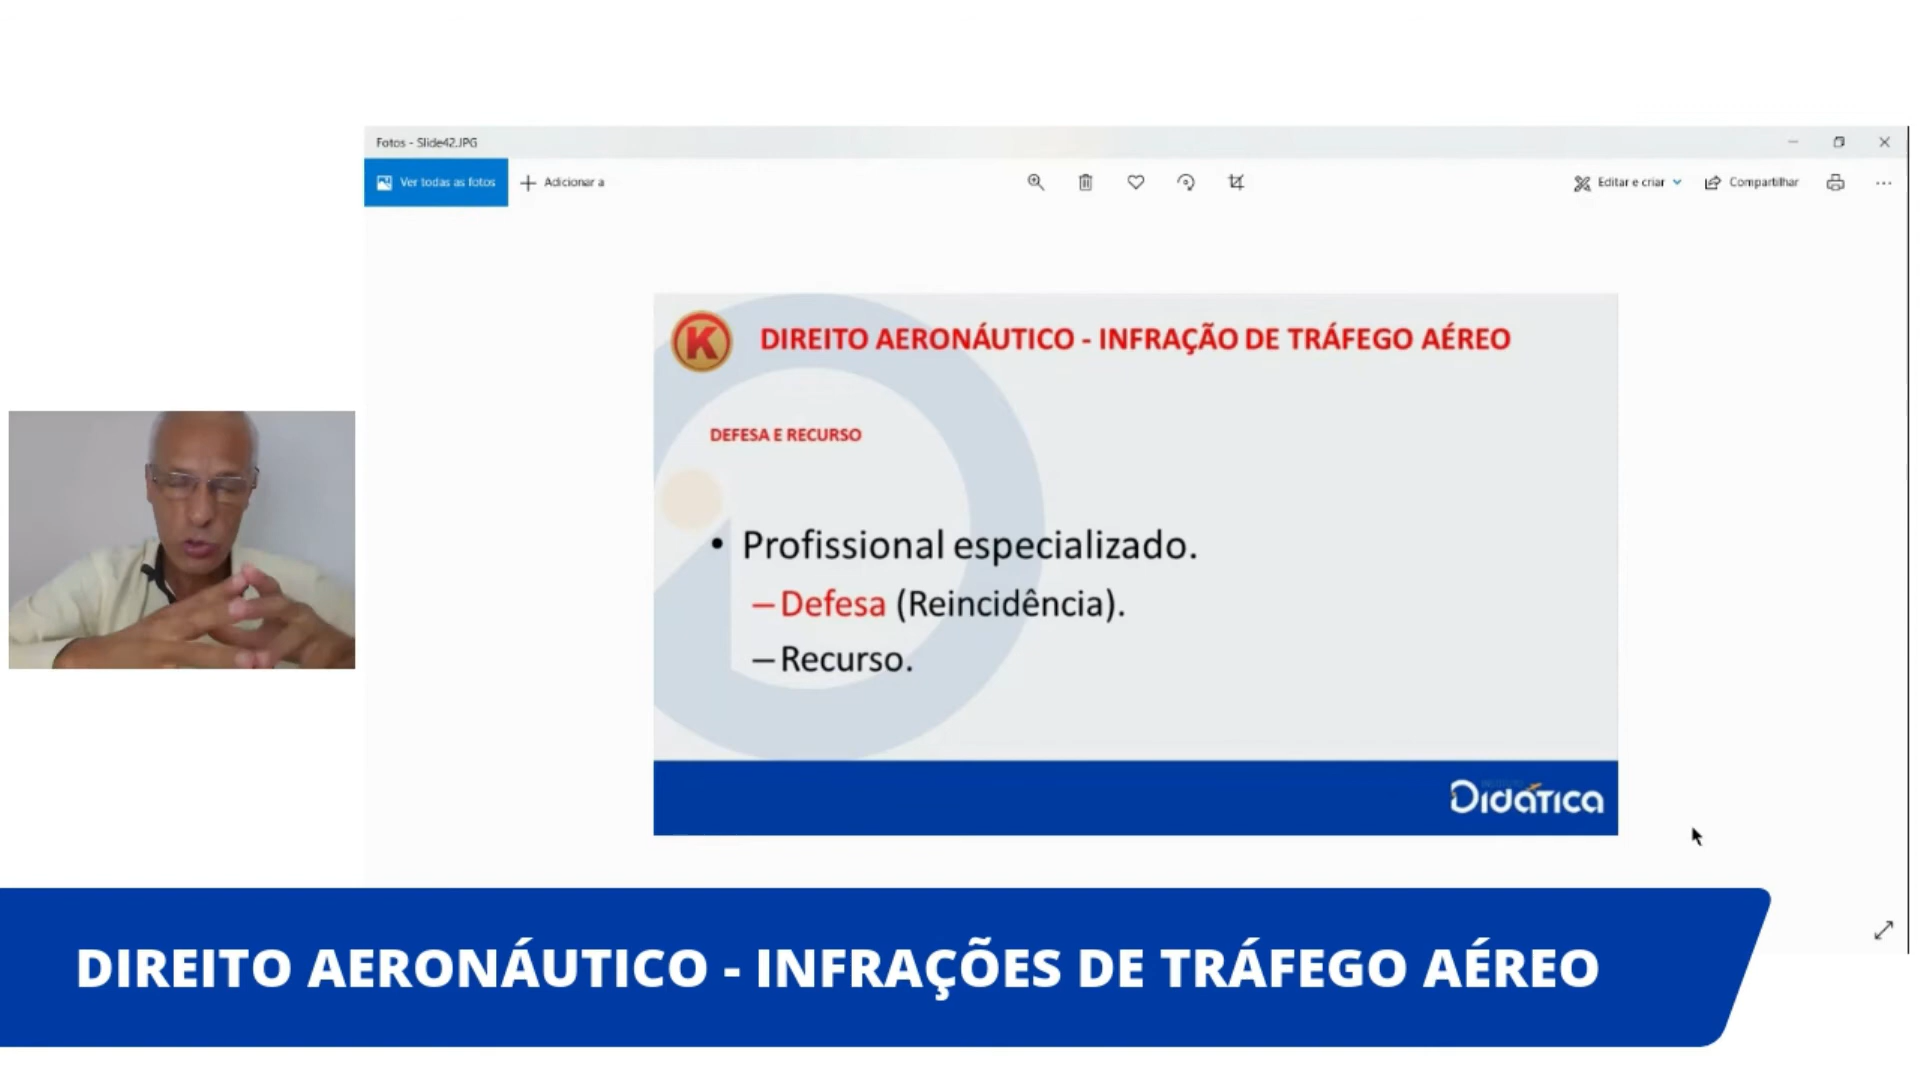 Fotos - Slide42.JPG
Ver todas as fotos
Adicionar a
Editar e criar
Compartilhar
K
DIREITO AERONÁUTICO - INFRAÇÃO DE TRÁFEGO AÉREO
DEFESA E RECURSO
• Profissional especializado.
– Defesa (Reincidência).
– Recurso.
Didática
DIREITO AERONÁUTICO - INFRAÇÕES DE TRÁFEGO AÉREO